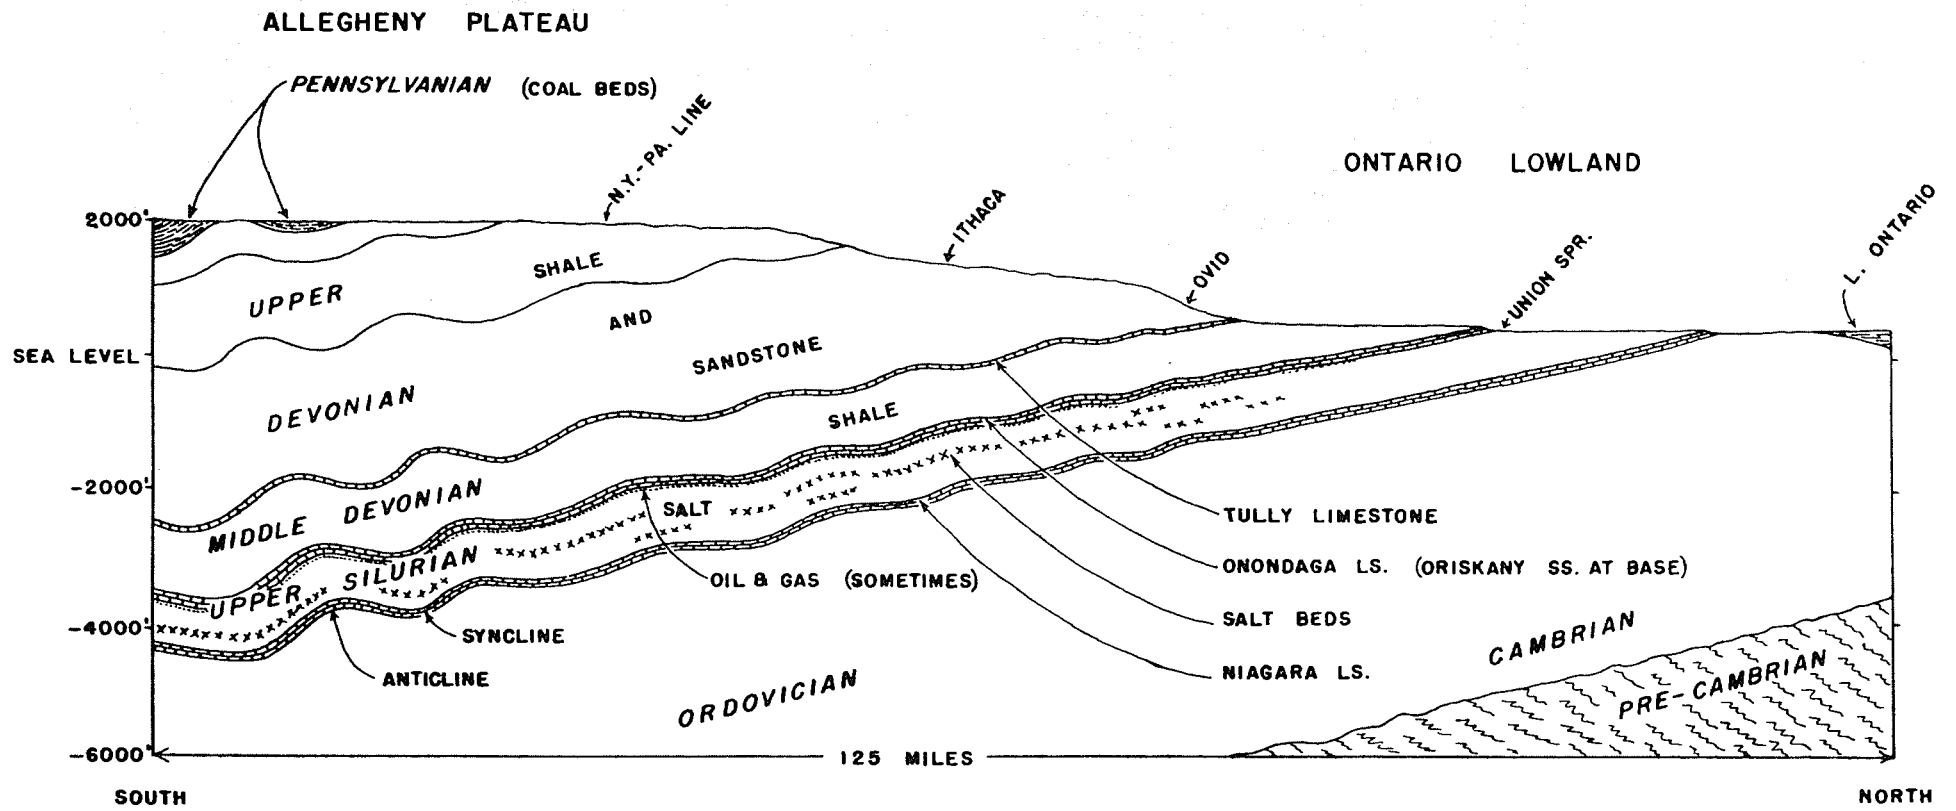 ALLEGHENY PLATEAU
PENNSYLVANIAN (COAL BEDS)
N.Y.-PA. LINE
ONTARIO LOWLAND
ITHACA
OVID
UNION SPR.
L. ONTARIO
2000'
SEA LEVEL
-2000'
-4000'
-6000'
SHALE
UPPER
AND
SANDSTONE
DEVONIAN
SHALE
MIDDLE DEVONIAN
SALT
UPPER SILURIAN
OIL & GAS (SOMETIMES)
SYNCLINE
ANTICLINE
TULLY LIMESTONE
ONONDAGA LS. (ORISKANY SS. AT BASE)
SALT BEDS
NIAGARA LS.
CAMBRIAN
PRE-CAMBRIAN
ORDOVICIAN
125 MILES
SOUTH
NORTH